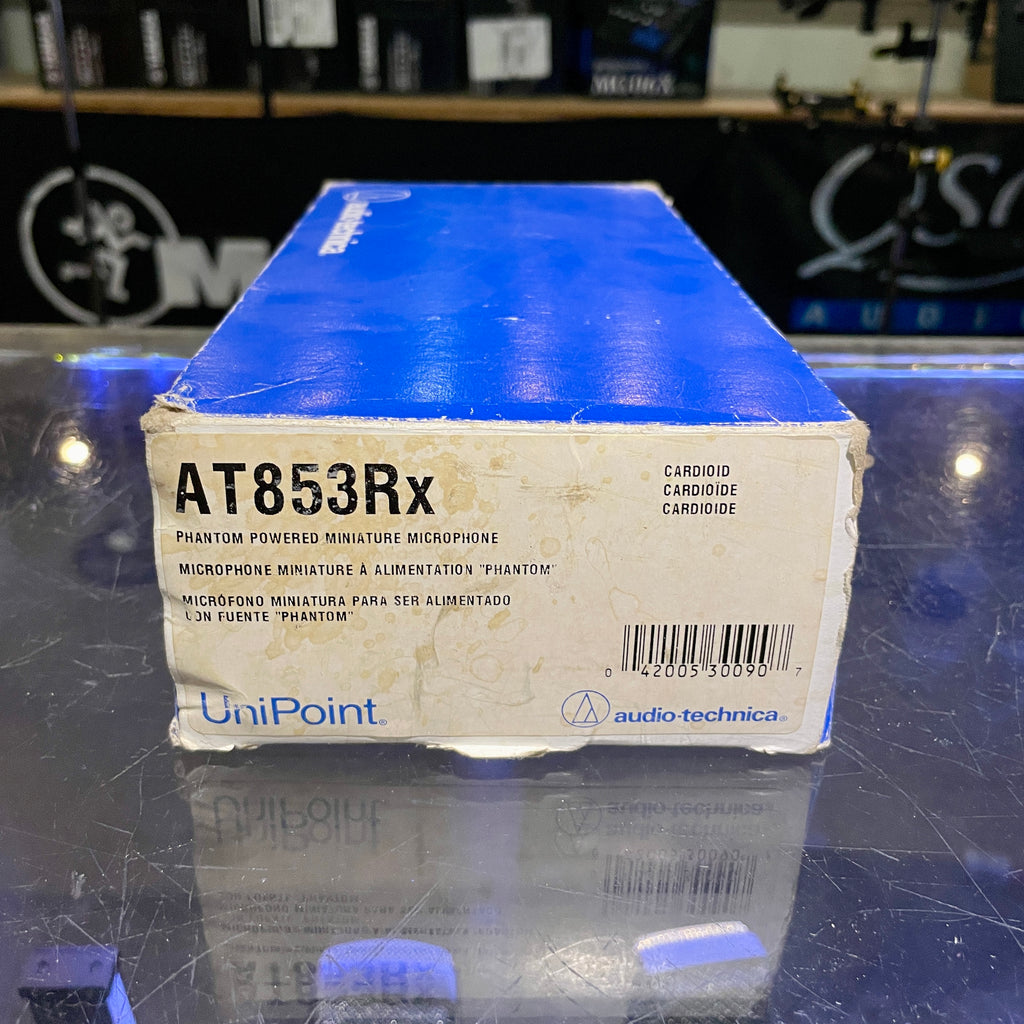 audio-technica
AT853Rx
PHANTOM POWERED MINIATURE MICROPHONE
MICROPHONE MINIATURE À ALIMENTATION "PHANTOM"
MICRÓFONO MINIATURA PARA SER ALIMENTADO
CON FUENTE "PHANTOM"
CARDIOID
CARDIOÏDE
CARDIOIDE
0 42005 30090 7
UniPoint®
audio-technica®